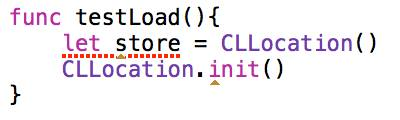 func testLoad(){
let store = CLLocation()
CLLocation.init()
}